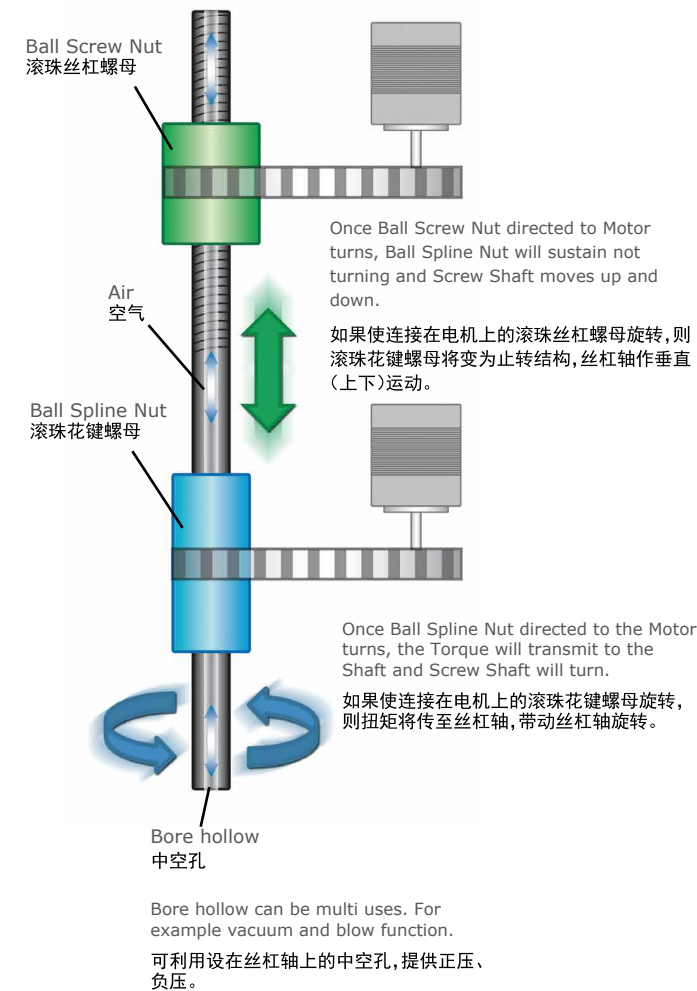 Ball Screw Nut
滚珠丝杠螺母
Once Ball Screw Nut directed to Motor
turns, Ball Spline Nut will sustain not
turning and Screw Shaft moves up and
down.
如果使连接在电机上的滚珠丝杠螺母旋转,则
滚珠花键螺母将变为止转结构,丝杠轴作垂直
(上下)运动。
Air
空气
Ball Spline Nut
滚珠花键螺母
Once Ball Spline Nut directed to the Motor
turns, the Torque will transmit to the
Shaft and Screw Shaft will turn.
如果使连接在电机上的滚珠花键螺母旋转,
则扭矩将传至丝杠轴,带动丝杠轴旋转。
Bore hollow
中空孔
Bore hollow can be multi uses. For
example vacuum and blow function.
可利用设在丝杠轴上的中空孔,提供正压、
负压。